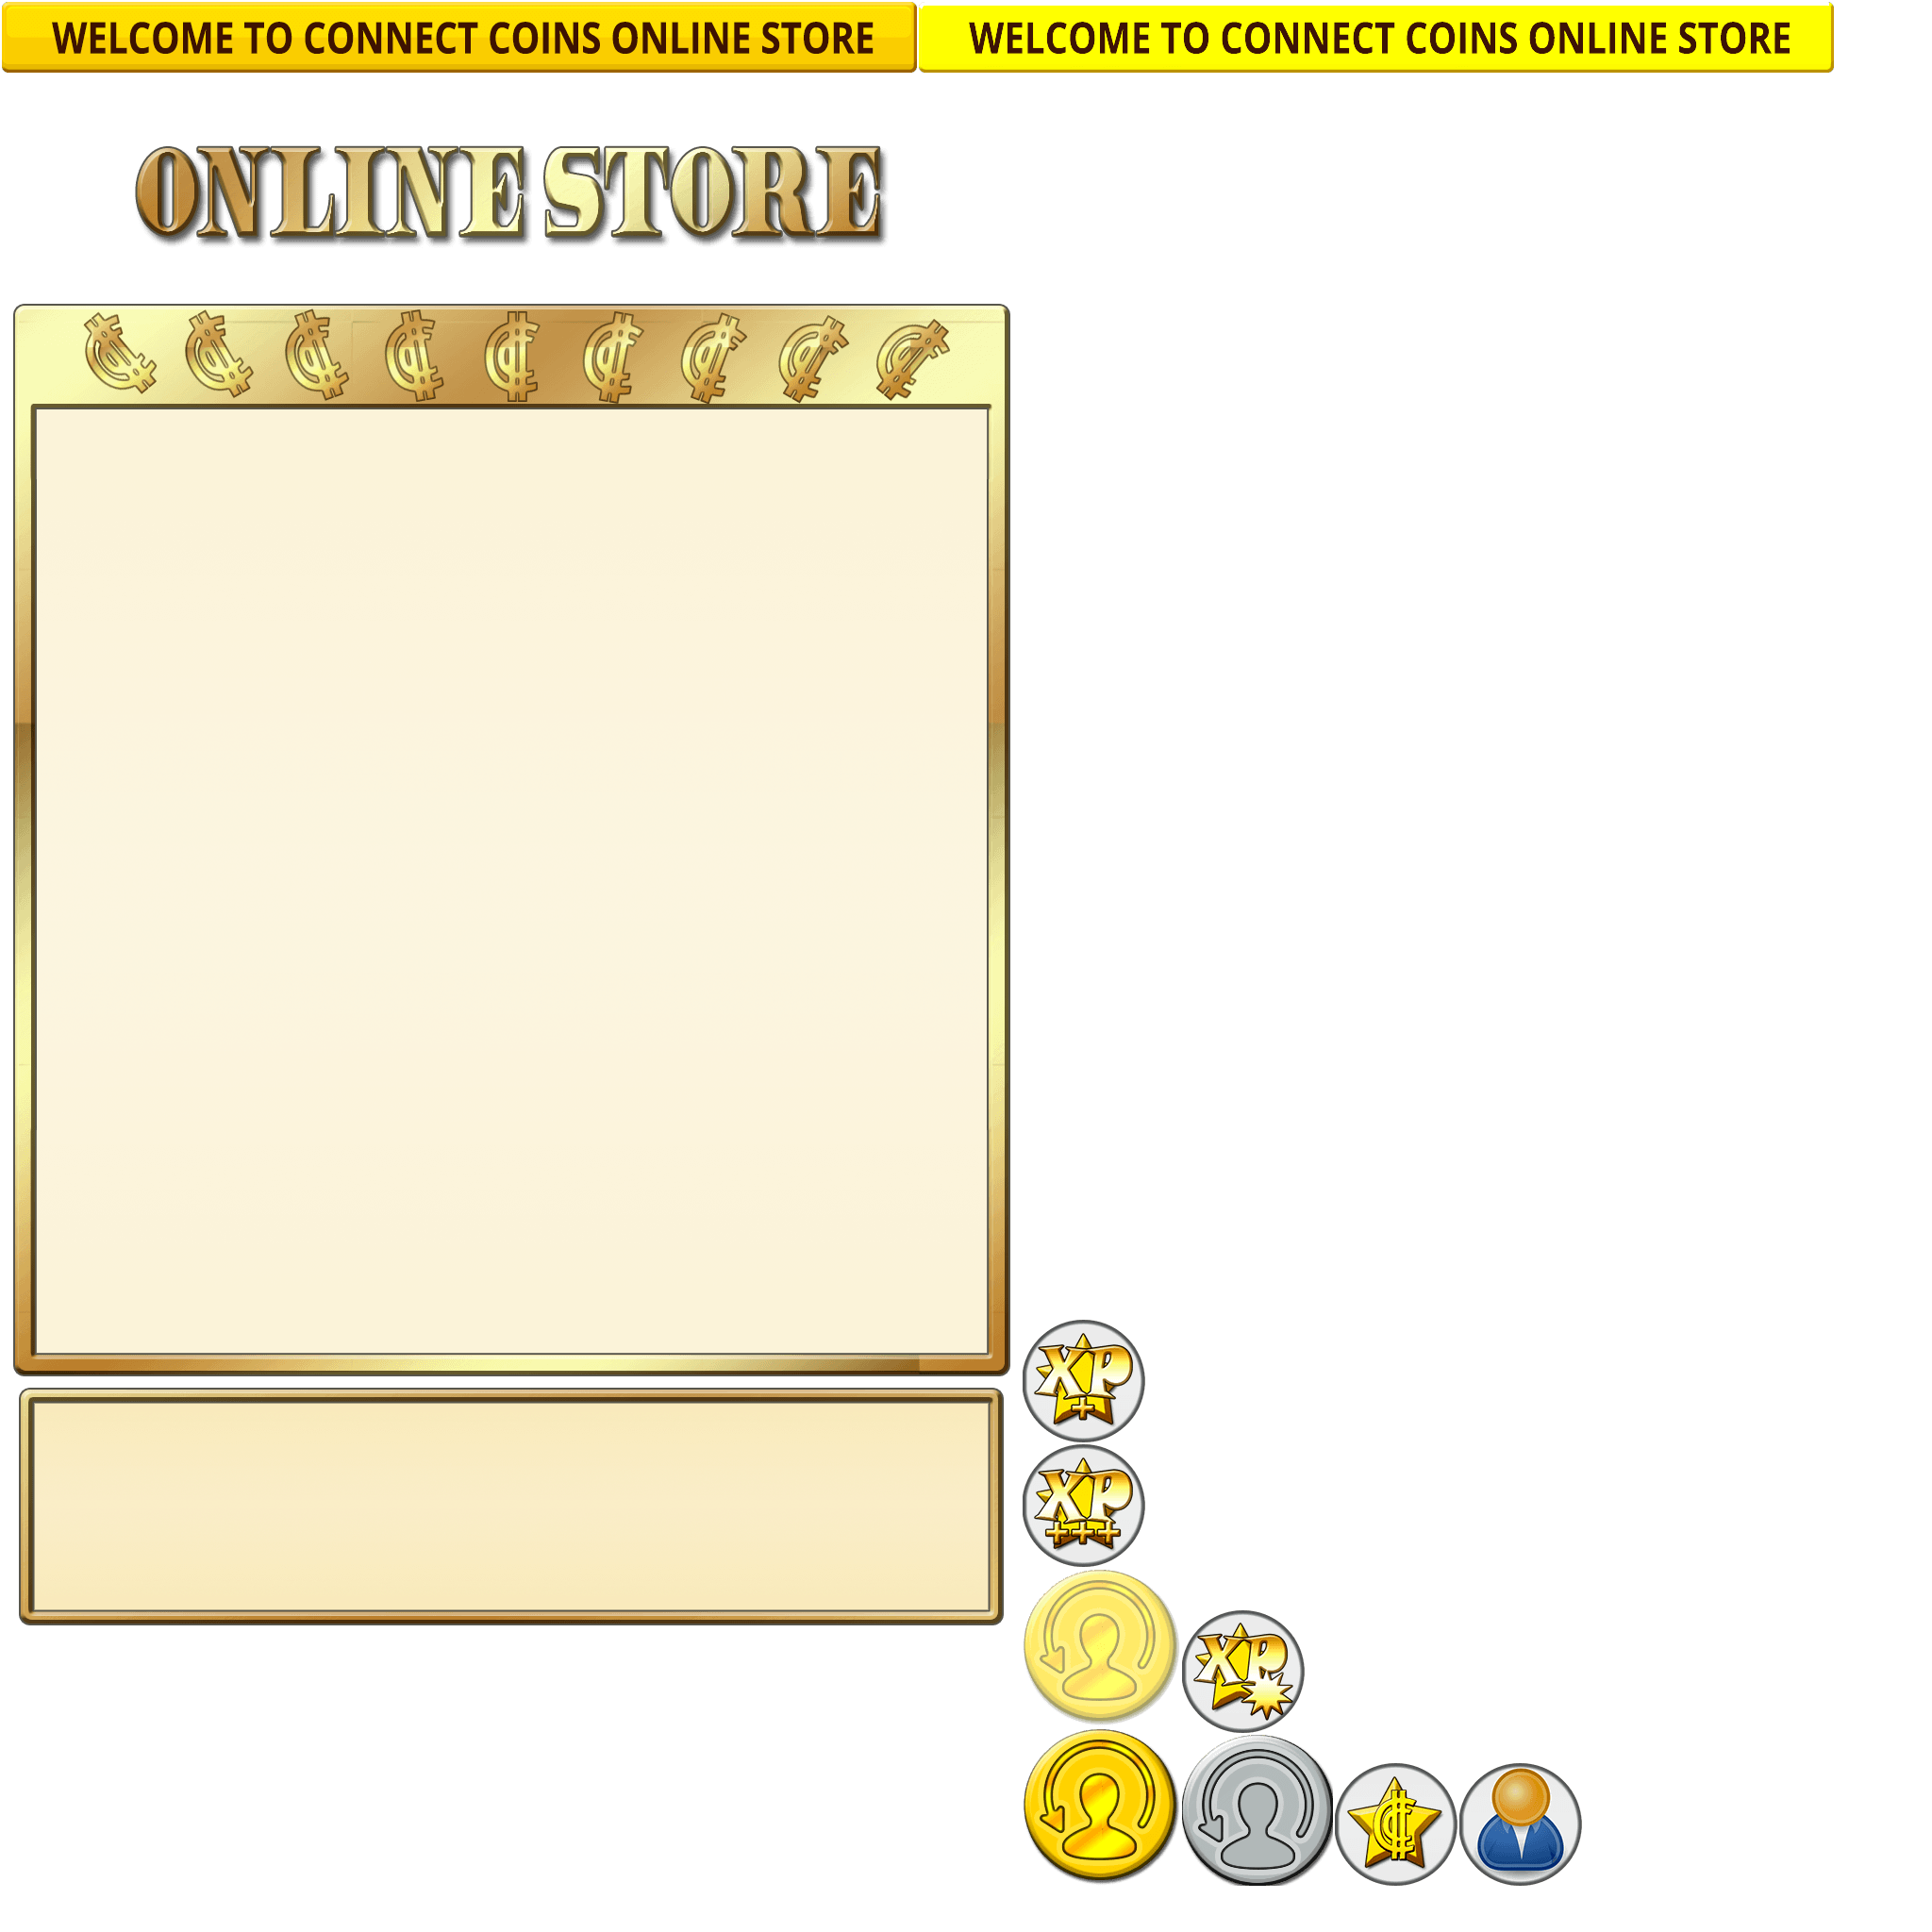 WELCOME TO CONNECT COINS ONLINE STORE
WELCOME TO CONNECT COINS ONLINE STORE
ONLINE STORE
XP
+
XP
+++
XP